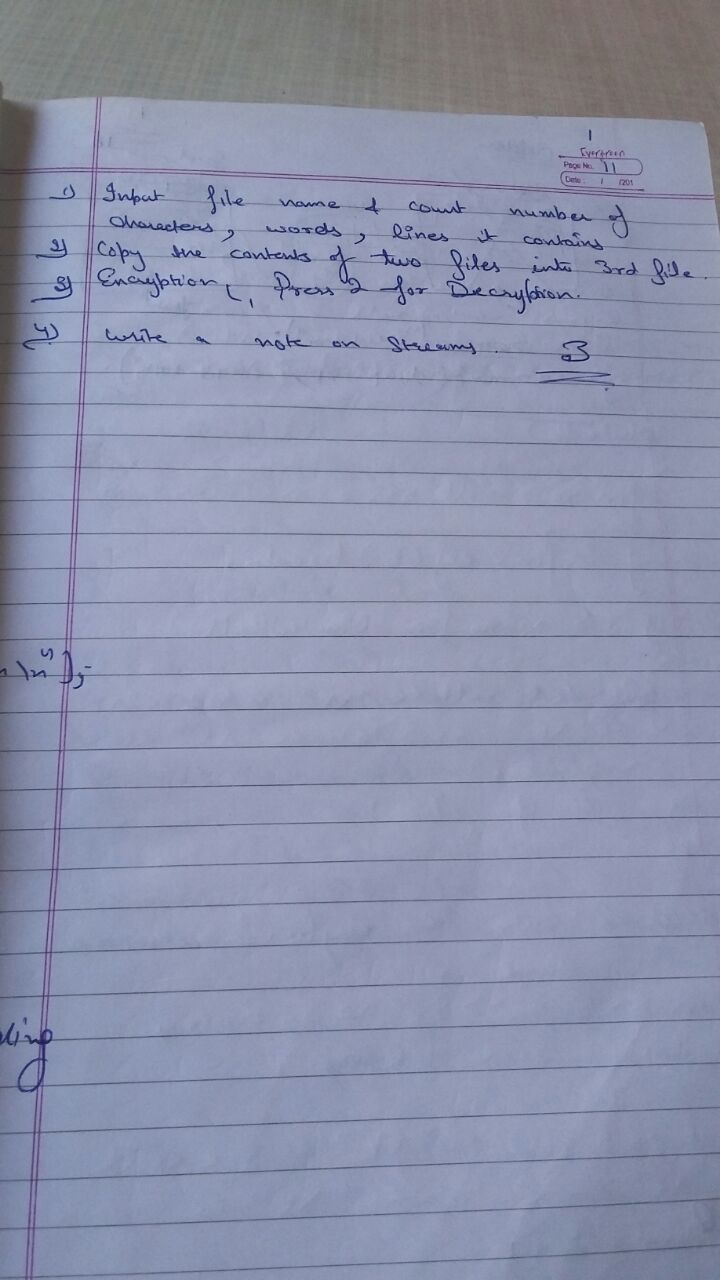 1
Evergreen
Page No. 11
Date: / /201
1) Input file name & count number of
characters, words, lines it contains
2) Copy the contents of two files into 3rd file.
3) Encryption, Press 2 for Decryption.
4) Write a note on Streams.
\n");
ling